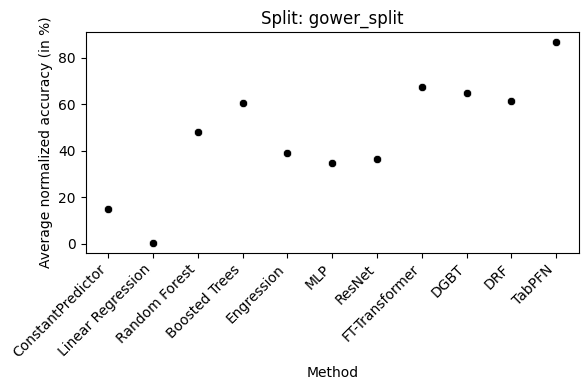 Split: gower_split
Average normalized accuracy (in %)
80
60
40
20
0
ConstantPredictor
Linear Regression
Random Forest
Boosted Trees
Engression
MLP
ResNet
FT-Transformer
DGBT
DRF
TabPFN
Method